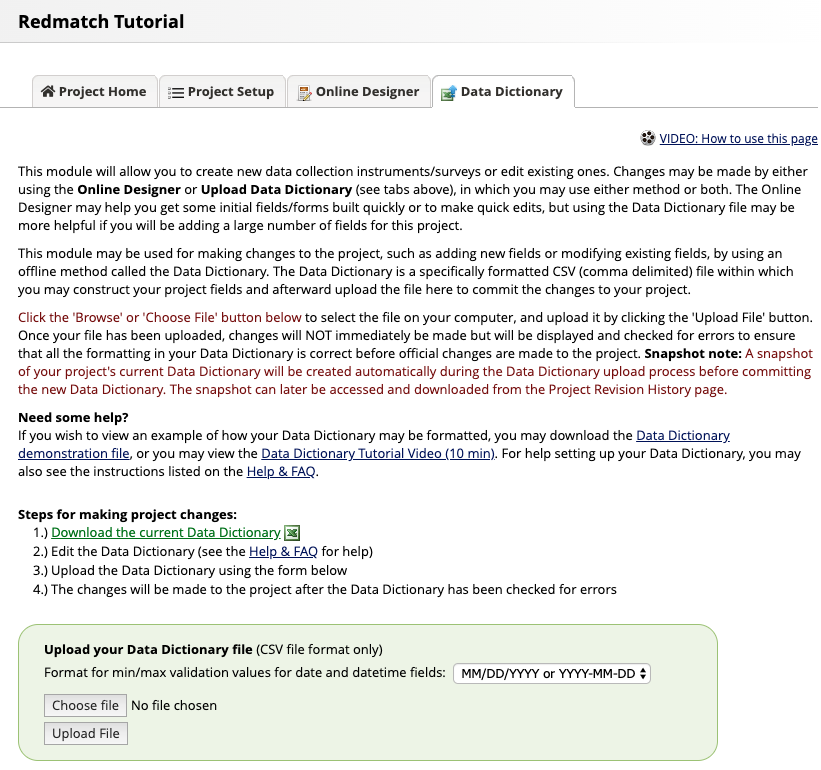 Redmatch Tutorial
Project Home
Project Setup
Online Designer
Data Dictionary
VIDEO: How to use this page
This module will allow you to create new data collection instruments/surveys or edit existing ones. Changes may be made by either
using the Online Designer or Upload Data Dictionary (see tabs above), in which you may use either method or both. The Online
Designer may help you get some initial fields/forms built quickly or to make quick edits, but using the Data Dictionary file may be
more helpful if you will be adding a large number of fields for this project.
This module may be used for making changes to the project, such as adding new fields or modifying existing fields, by using an
offline method called the Data Dictionary. The Data Dictionary is a specifically formatted CSV (comma delimited) file within which
you may construct your project fields and afterward upload the file here to commit the changes to your project.
Click the 'Browse' or 'Choose File' button below to select the file on your computer, and upload it by clicking the 'Upload File' button.
Once your file has been uploaded, changes will NOT immediately be made but will be displayed and checked for errors to ensure
that all the formatting in your Data Dictionary is correct before official changes are made to the project. Snapshot note: A snapshot
of your project's current Data Dictionary will be created automatically during the Data Dictionary upload process before committing
the new Data Dictionary. The snapshot can later be accessed and downloaded from the Project Revision History page.
Need some help?
If you wish to view an example of how your Data Dictionary may be formatted, you may download the Data Dictionary
demonstration file, or you may view the Data Dictionary Tutorial Video (10 min). For help setting up your Data Dictionary, you may
also see the instructions listed on the Help & FAQ.
Steps for making project changes:
1.) Download the current Data Dictionary
2.) Edit the Data Dictionary (see the Help & FAQ for help)
3.) Upload the Data Dictionary using the form below
4.) The changes will be made to the project after the Data Dictionary has been checked for errors
Upload your Data Dictionary file (CSV file format only)
Format for min/max validation values for date and datetime fields: MM/DD/YYYY or YYYY-MM-DD
Choose file No file chosen
Upload File